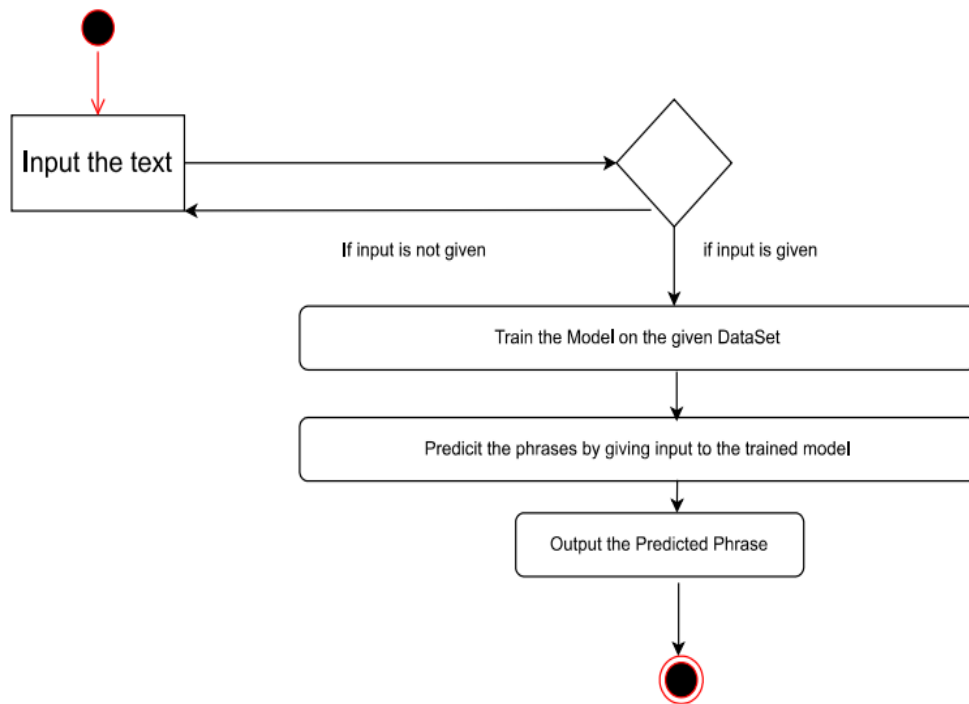 Input the text
If input is not given
if input is given
Train the Model on the given DataSet
Predicit the phrases by giving input to the trained model
Output the Predicted Phrase